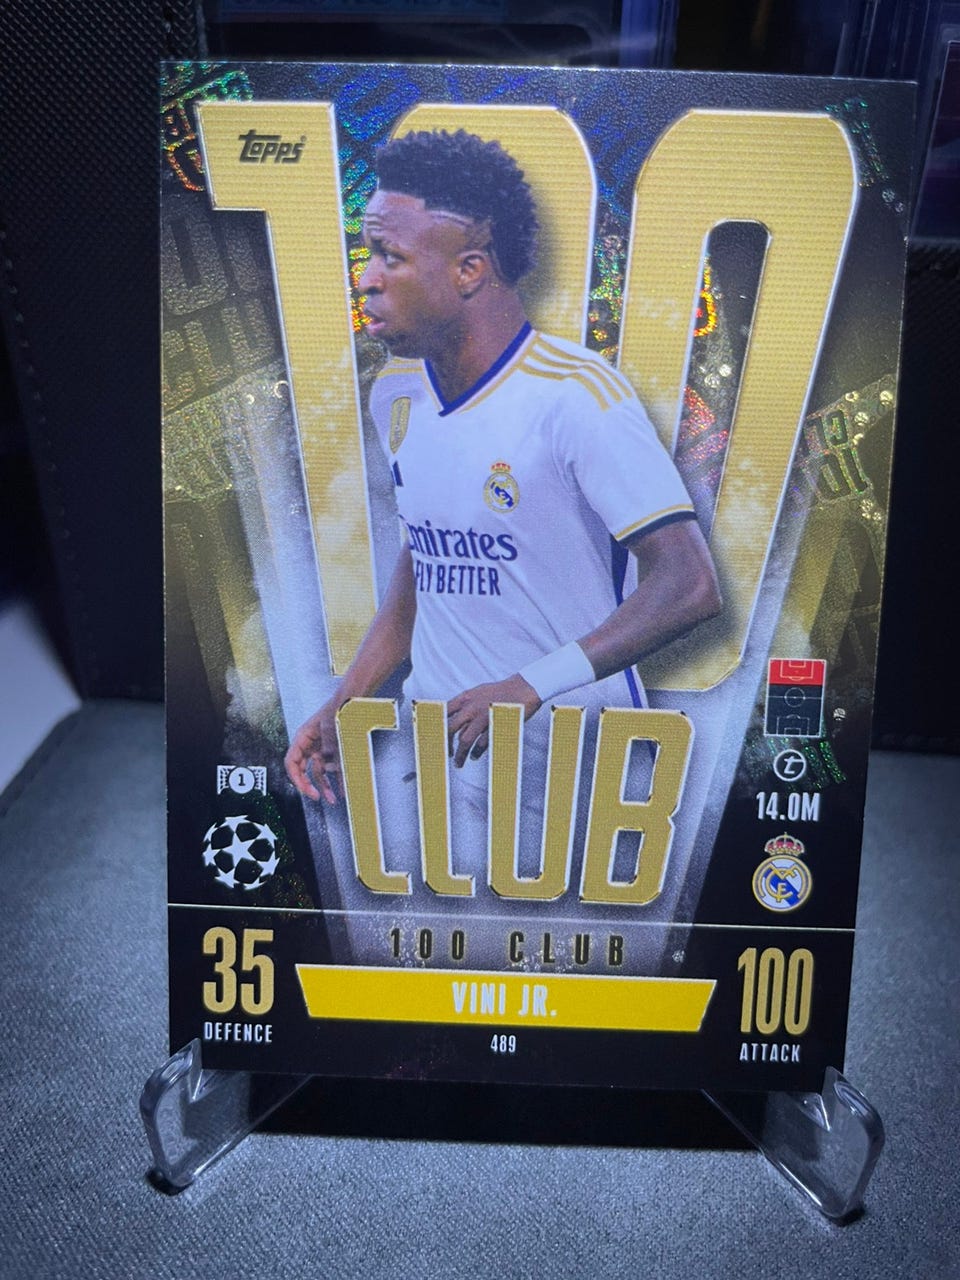 100
Topps
Emirates
FLY BETTER
CLUB
1
t
14.0M
35
DEFENCE
100 CLUB
VINI JR.
489
100
ATTACK